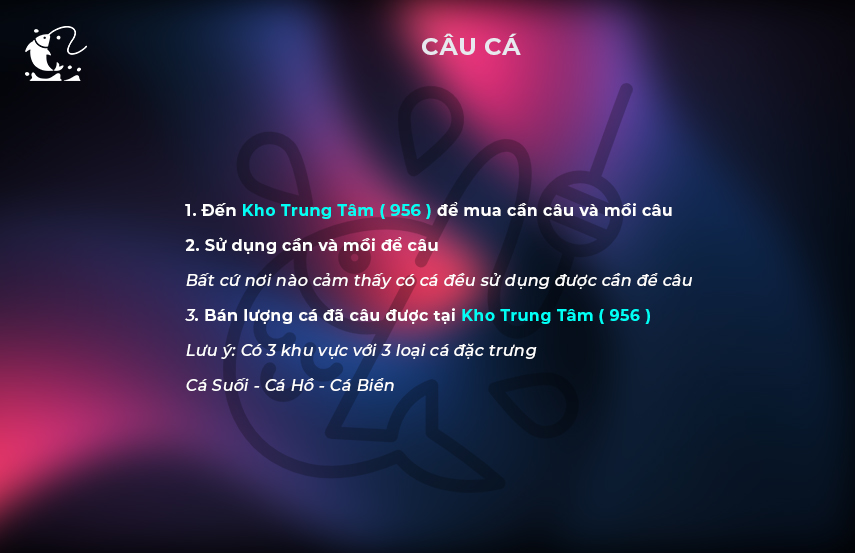 CÂU CÁ
1. Đến Kho Trung Tâm ( 956 ) để mua cần câu và mồi câu
2. Sử dụng cần và mồi để câu
Bất cứ nơi nào cảm thấy có cá đều sử dụng được cần để câu
3. Bán lượng cá đã câu được tại Kho Trung Tâm ( 956 )
Lưu ý: Có 3 khu vực với 3 loại cá đặc trưng
Cá Suối - Cá Hồ - Cá Biển